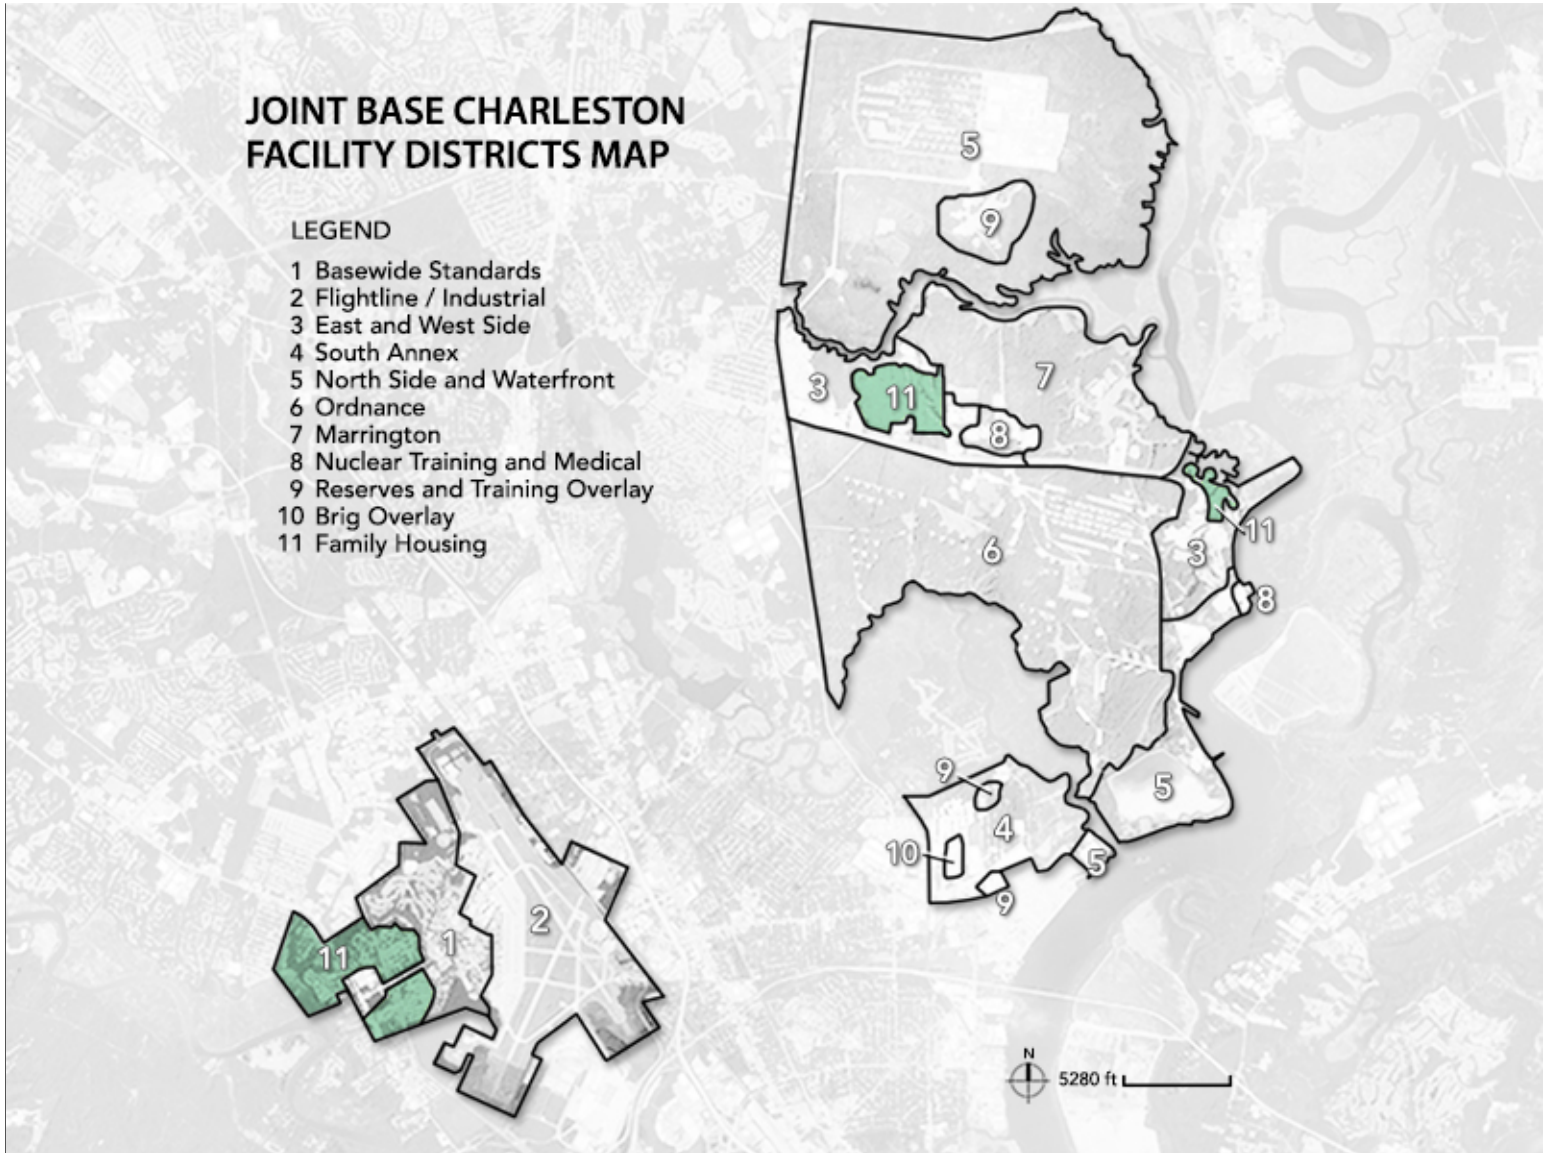 JOINT BASE CHARLESTON
FACILITY DISTRICTS MAP
LEGEND
1 Basewide Standards
2 Flightline / Industrial
3 East and West Side
4 South Annex
5 North Side and Waterfront
6 Ordnance
7 Marrington
8 Nuclear Training and Medical
9 Reserves and Training Overlay
10 Brig Overlay
11 Family Housing
5
9
7
3
11
8
11
6
3
8
9
5
4
10
5
9
2
1
11
N
5280 ft